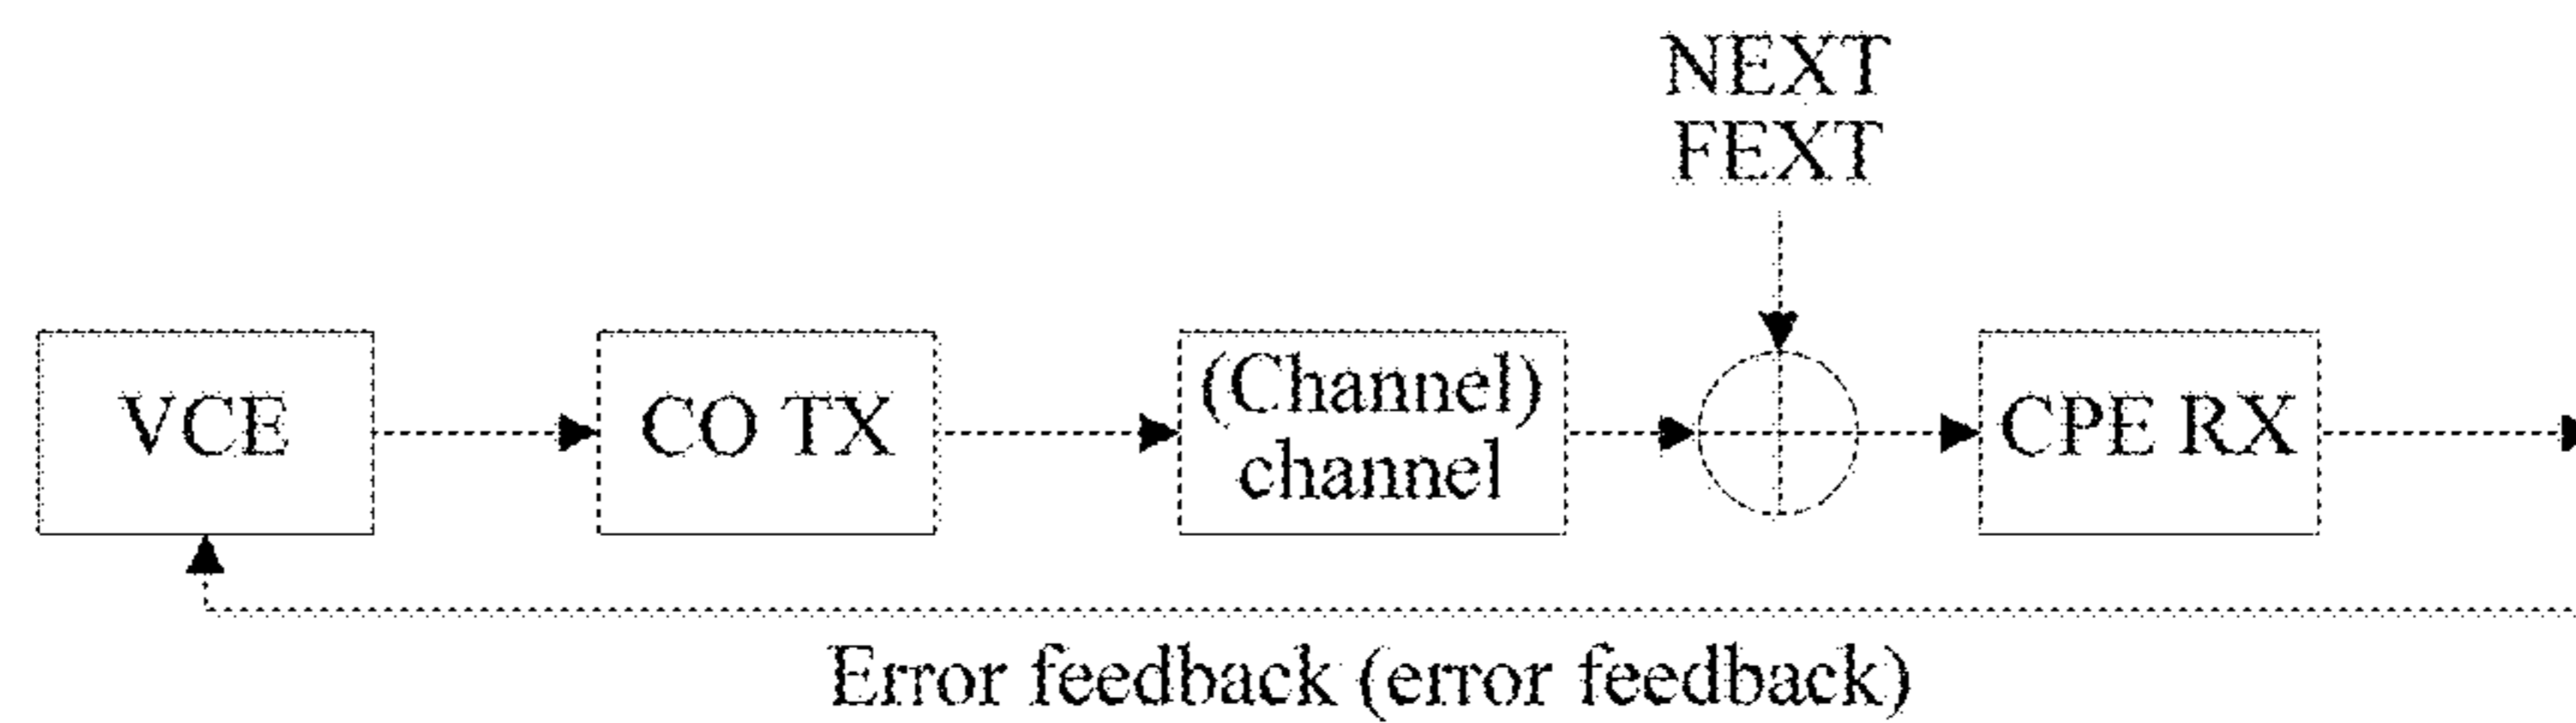 NEXT
FEXT
VCE
CO TX
(Channel)
channel
CPE RX
Error feedback (error feedback)